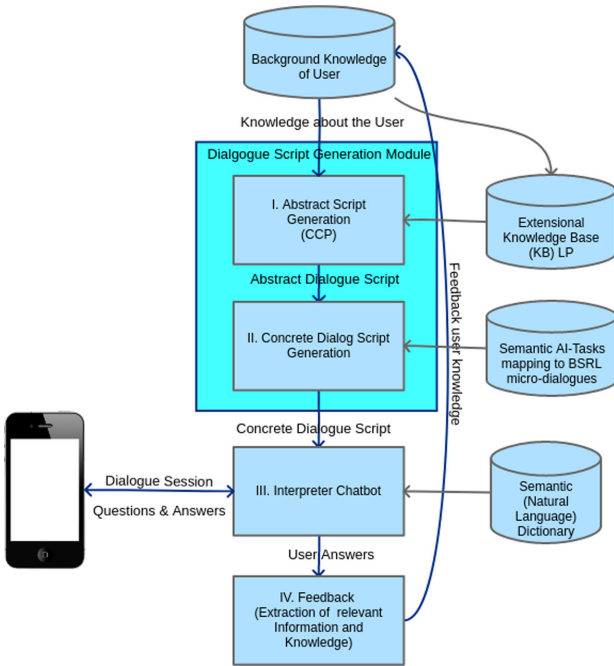 Background Knowledge
of User
Knowledge about the User
Dialgogue Script Generation Module
I. Abstract Script
Generation
(CCP)
Extensional
Knowledge Base
(KB) LP
Abstract Dialogue Script
II. Concrete Dialog Script
Generation
Semantic AI-Tasks
mapping to BSRL
micro-dialogues
Feedback user knowledge
Concrete Dialogue Script
Dialogue Session
Questions & Answers
III. Interpreter Chatbot
Semantic
(Natural
Language)
Dictionary
User Answers
IV. Feedback
(Extraction of relevant
Information and
Knowledge)